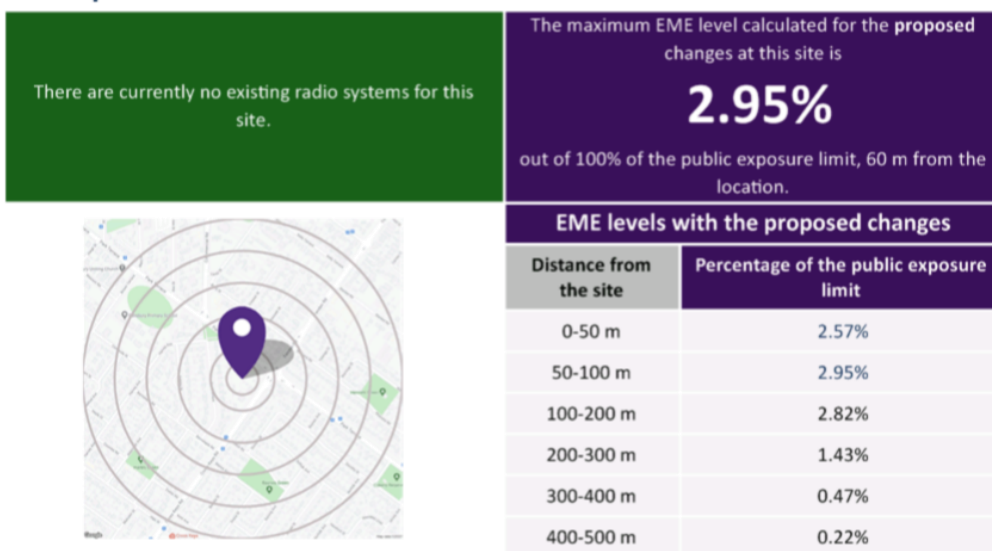 There are currently no existing radio systems for this
site.
The maximum EME level calculated for the proposed
changes at this site is
2.95%
out of 100% of the public exposure limit, 60 m from the
location.
EME levels with the proposed changes
Distance from
the site
Percentage of the public exposure
limit
0-50 m
2.57%
50-100 m
2.95%
100-200 m
2.82%
200-300 m
1.43%
300-400 m
0.47%
400-500 m
0.22%